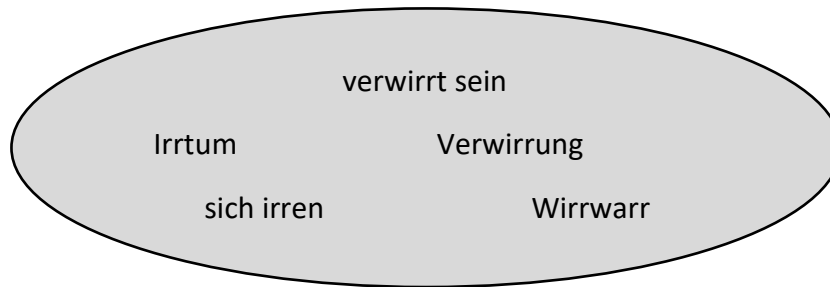 verwirrt sein
Irrtum Verwirrung
sich irren Wirrwarr